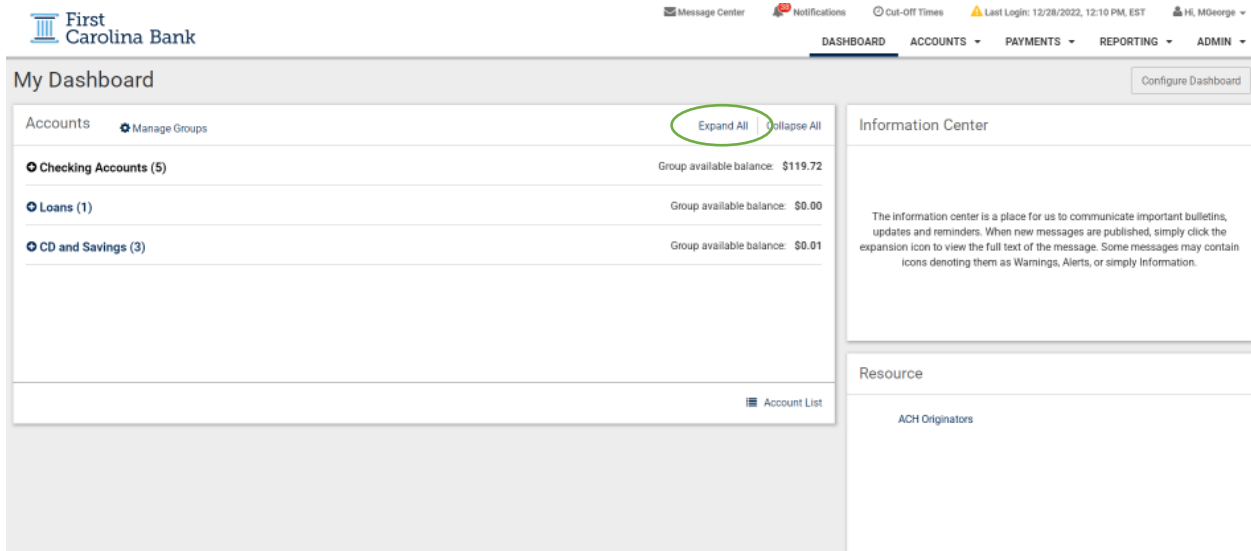 First
Carolina Bank
Message Center
38
Notifications
Cut-Off Times
Last Login: 12/28/2022, 12:10 PM, EST
Hi, MGeorge
DASHBOARD
ACCOUNTS
PAYMENTS
REPORTING
ADMIN
My Dashboard
Configure Dashboard
Accounts
Manage Groups
Expand All
Collapse All
Checking Accounts (5)
Group available balance: $119.72
Loans (1)
Group available balance: $0.00
CD and Savings (3)
Group available balance: $0.01
Account List
Information Center
The information center is a place for us to communicate important bulletins,
updates and reminders. When new messages are published, simply click the
expansion icon to view the full text of the message. Some messages may contain
icons denoting them as Warnings, Alerts, or simply Information.
Resource
ACH Originators